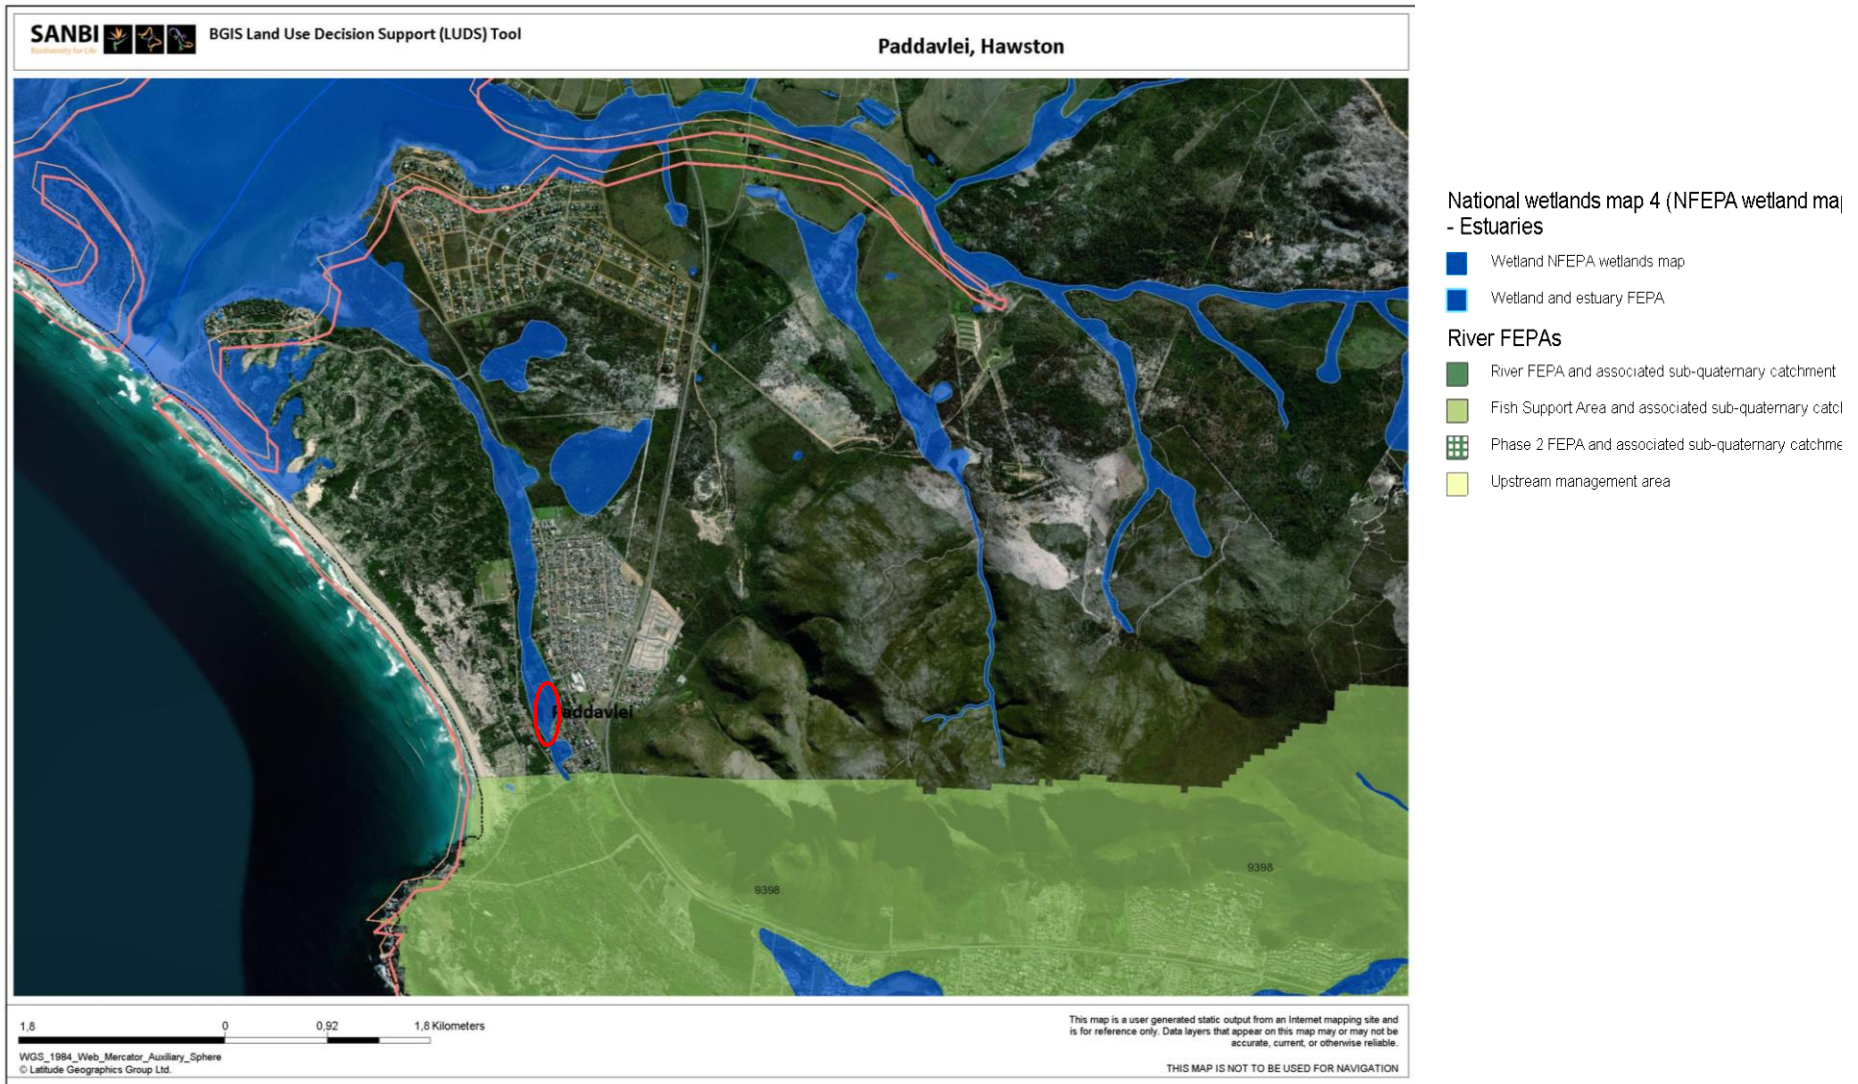 SANBI
Biodiversity for Life
BGIS Land Use Decision Support (LUDS) Tool
Paddavlei, Hawston
National wetlands map 4 (NFEPA wetland map
- Estuaries
Wetland NFEPA wetlands map
Wetland and estuary FEPA
River FEPAs
River FEPA and associated sub-quaternary catchment
Fish Support Area and associated sub-quaternary catcl
Phase 2 FEPA and associated sub-quaternary catchme
Upstream management area
Paddavlei
9398
9398
1,8 0 0,92 1,8 Kilometers
WGS_1984_Web_Mercator_Auxiliary_Sphere
© Latitude Geographics Group Ltd.
This map is a user generated static output from an Internet mapping site and
is for reference only. Data layers that appear on this map may or may not be
accurate, current, or otherwise reliable.
THIS MAP IS NOT TO BE USED FOR NAVIGATION